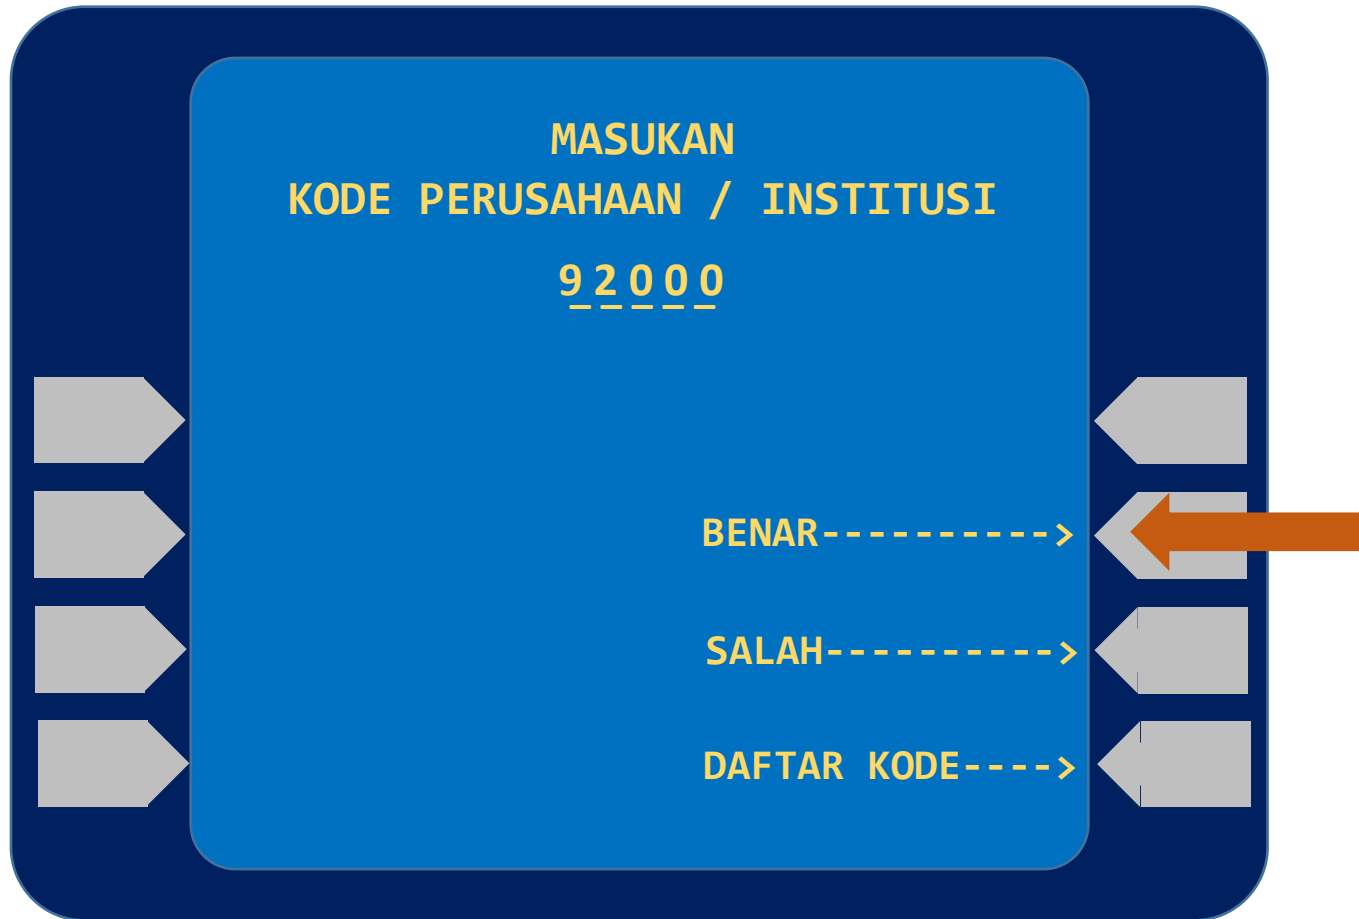 MASUKAN
KODE PERUSAHAAN / INSTITUSI
92000
BENAR---------->
SALAH---------->
DAFTAR KODE---->